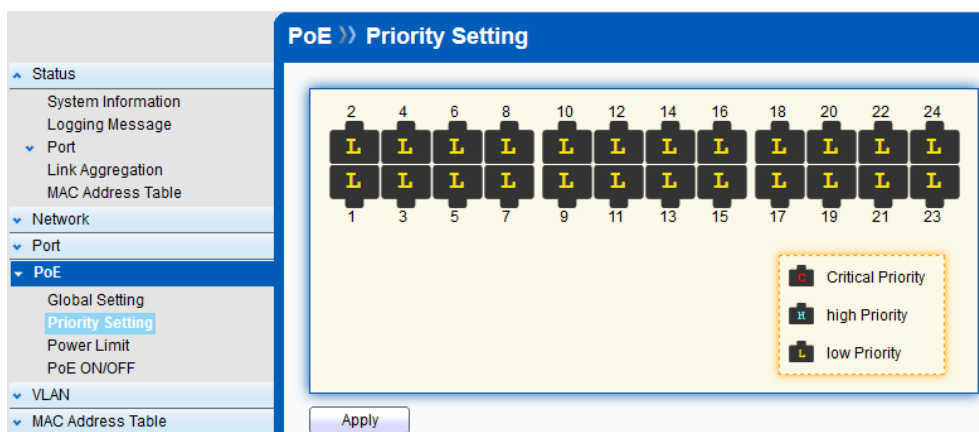 PoE >> Priority Setting
Status
System Information
Logging Message
Port
Link Aggregation
MAC Address Table
Network
Port
PoE
Global Setting
Priority Setting
Power Limit
PoE ON/OFF
VLAN
MAC Address Table
2 4 6 8 10 12 14 16 18 20 22 24
L L L L L L L L L L L L
L L L L L L L L L L L L
1 3 5 7 9 11 13 15 17 19 21 23
C Critical Priority
H high Priority
L low Priority
Apply